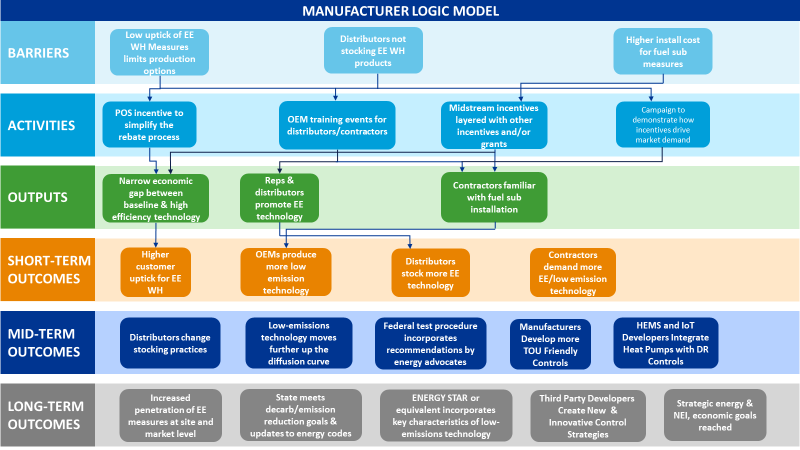 MANUFACTURER LOGIC MODEL
BARRIERS
Low uptick of EE
WH Measures
limits production
options
Distributors not
stocking EE WH
products
Higher install cost
for fuel sub
measures
ACTIVITIES
POS incentive to
simplify the
rebate process
OEM training events for
distributors/contractors
Midstream incentives
layered with other
incentives and/or
grants
Campaign to
demonstrate how
incentives drive
market demand
OUTPUTS
Narrow economic
gap between
baseline & high
efficiency technology
Reps &
distributors
promote EE
technology
Contractors familiar
with fuel sub
installation
SHORT-TERM
OUTCOMES
Higher
customer
uptick for EE
WH
OEMs produce
more low
emission
technology
Distributors
stock more EE
technology
Contractors
demand more
EE/low emission
technology
MID-TERM
OUTCOMES
Distributors change
stocking practices
Low-emissions
technology moves
further up the
diffusion curve
Federal test procedure
incorporates
recommendations by
energy advocates
Manufacturers
Develop more
TOU Friendly
Controls
HEMS and IoT
Developers Integrate
Heat Pumps with DR
Controls
LONG-TERM
OUTCOMES
Increased
penetration of EE
measures at site and
market level
State meets
decarb/emission
reduction goals &
updates to energy codes
ENERGY STAR or
equivalent incorporates
key characteristics of low-
emissions technology
Third Party Developers
Create New &
Innovative Control
Strategies
Strategic energy &
NEI, economic goals
reached